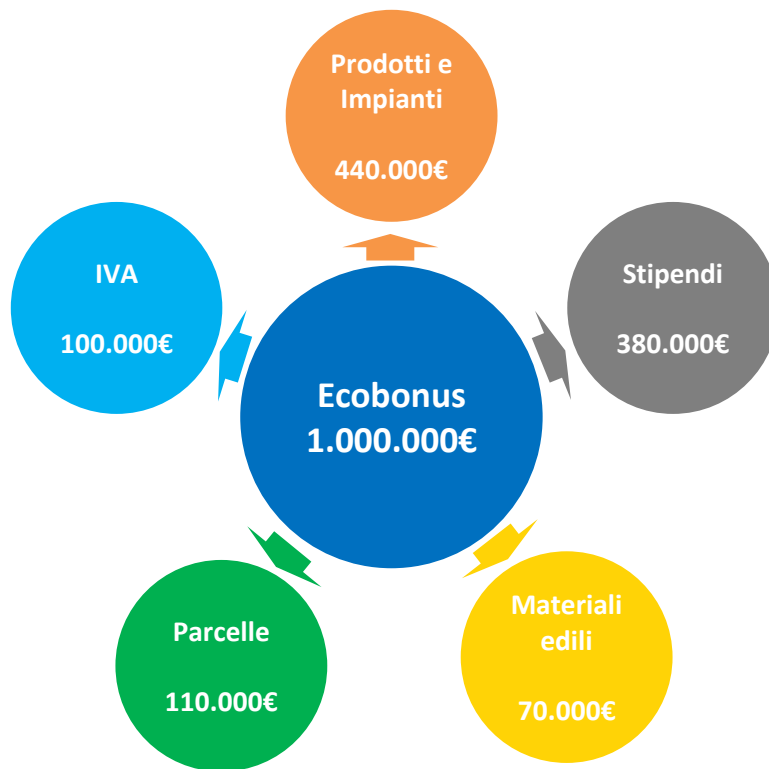 Prodotti e
Impianti
440.000€
IVA
100.000€
Stipendi
380.000€
Ecobonus
1.000.000€
Parcelle
110.000€
Materiali
edili
70.000€